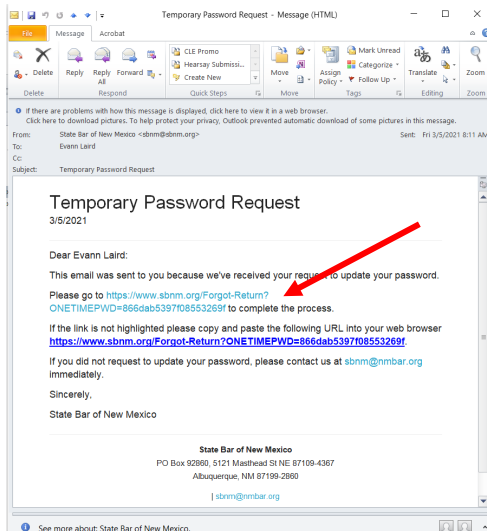 Temporary Password Request - Message (HTML)
File Message Acrobat
Delete
Reply Reply All Forward
CLE Promo
Hearsay Submissi...
Create New
Move
Assign Policy
Mark Unread
Categorize
Follow Up
Translate
Zoom
Delete Respond Quick Steps Move Tags Editing Zoom
If there are problems with how this message is displayed, click here to view it in a web browser.
Click here to download pictures. To help protect your privacy, Outlook prevented automatic download of some pictures in this message.
From: State Bar of New Mexico <sbnm@sbnm.org> Sent: Fri 3/5/2021 8:11 AM
To: Evann Laird
Cc:
Subject: Temporary Password Request
Temporary Password Request
3/5/2021
Dear Evann Laird:
This email was sent to you because we've received your request to update your password.
Please go to https://www.sbnm.org/Forgot-Return?
ONETIMEPWD=866dab5397f08553269f to complete the process.
If the link is not highlighted please copy and paste the following URL into your web browser
https://www.sbnm.org/Forgot-Return?ONETIMEPWD=866dab5397f08553269f.
If you did not request to update your password, please contact us at sbnm@nmbar.org
immediately.
Sincerely,
State Bar of New Mexico
State Bar of New Mexico
PO Box 92860, 5121 Masthead St NE 87109-4367
Albuquerque, NM 87199-2860
| sbnm@nmbar.org
See more about: State Bar of New Mexico.